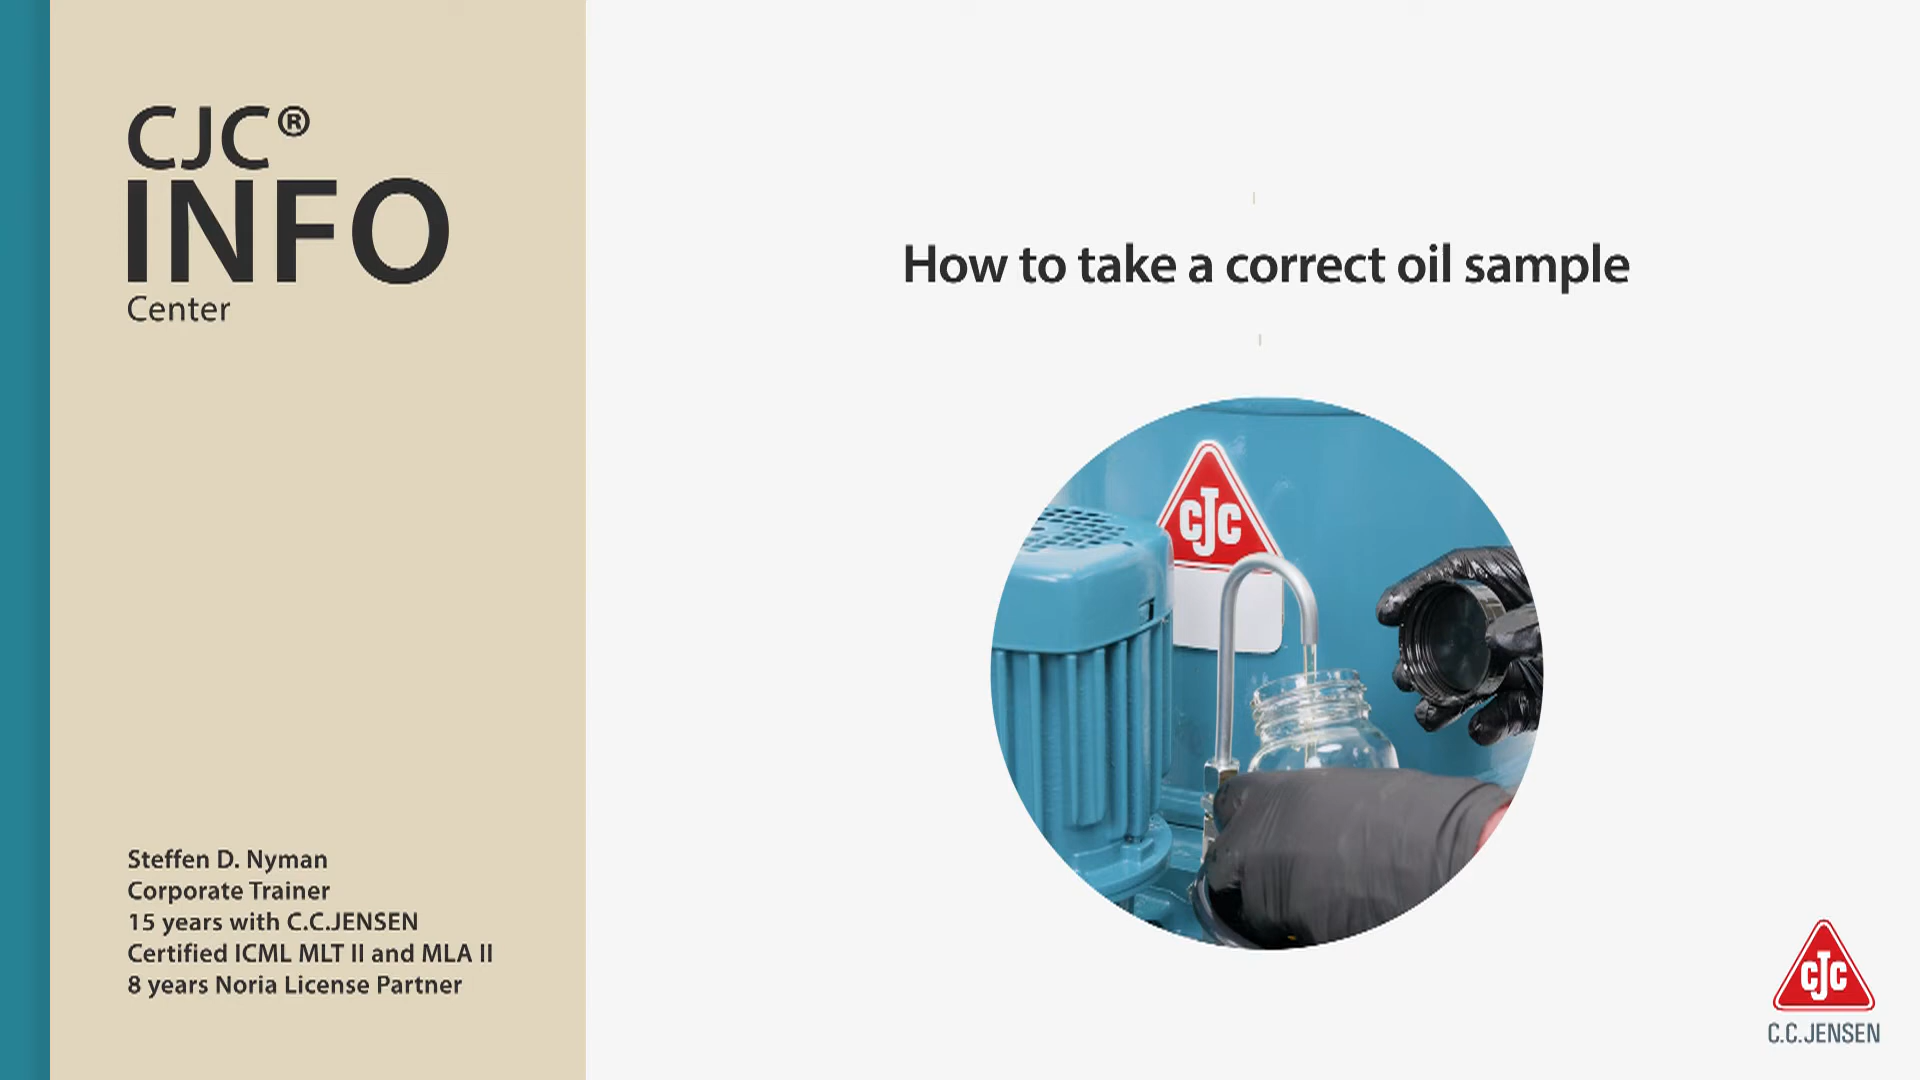 CJC®
INFO
Center
How to take a correct oil sample
CJC
Steffen D. Nyman
Corporate Trainer
15 years with C.C.JENSEN
Certified ICML MLT II and MLA II
8 years Noria License Partner
CJC
C.C.JENSEN